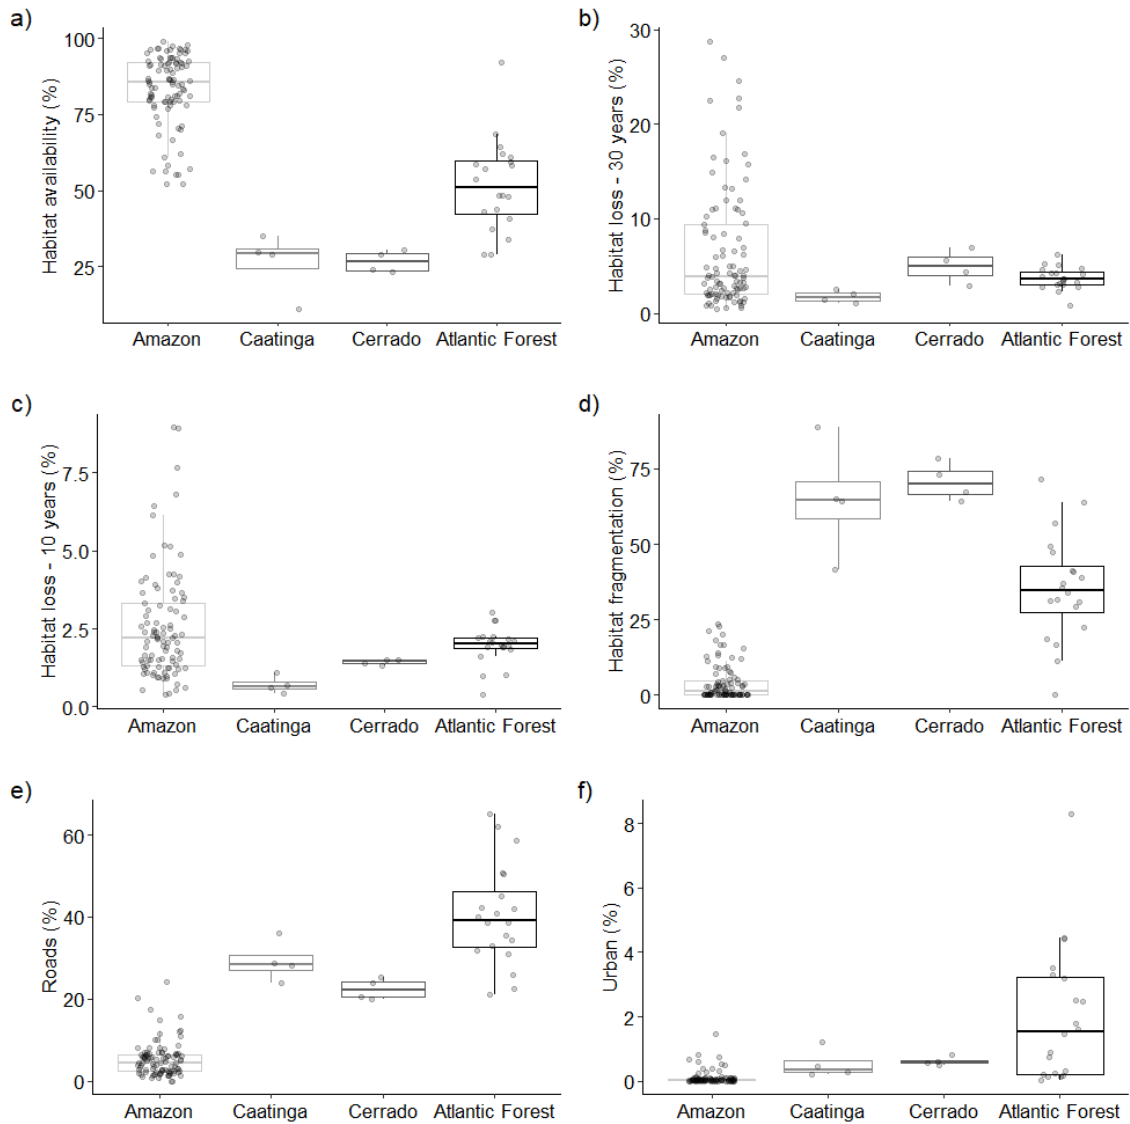 a)
Habitat availability (%)
100
75
50
25
Amazon Caatinga Cerrado Atlantic Forest
b)
Habitat loss - 30 years (%)
30
20
10
0
Amazon Caatinga Cerrado Atlantic Forest
c)
Habitat loss - 10 years (%)
7.5
5.0
2.5
0.0
Amazon Caatinga Cerrado Atlantic Forest
d)
Habitat fragmentation (%)
75
50
25
0
Amazon Caatinga Cerrado Atlantic Forest
e)
Roads (%)
60
40
20
0
Amazon Caatinga Cerrado Atlantic Forest
f)
Urban (%)
8
6
4
2
0
Amazon Caatinga Cerrado Atlantic Forest